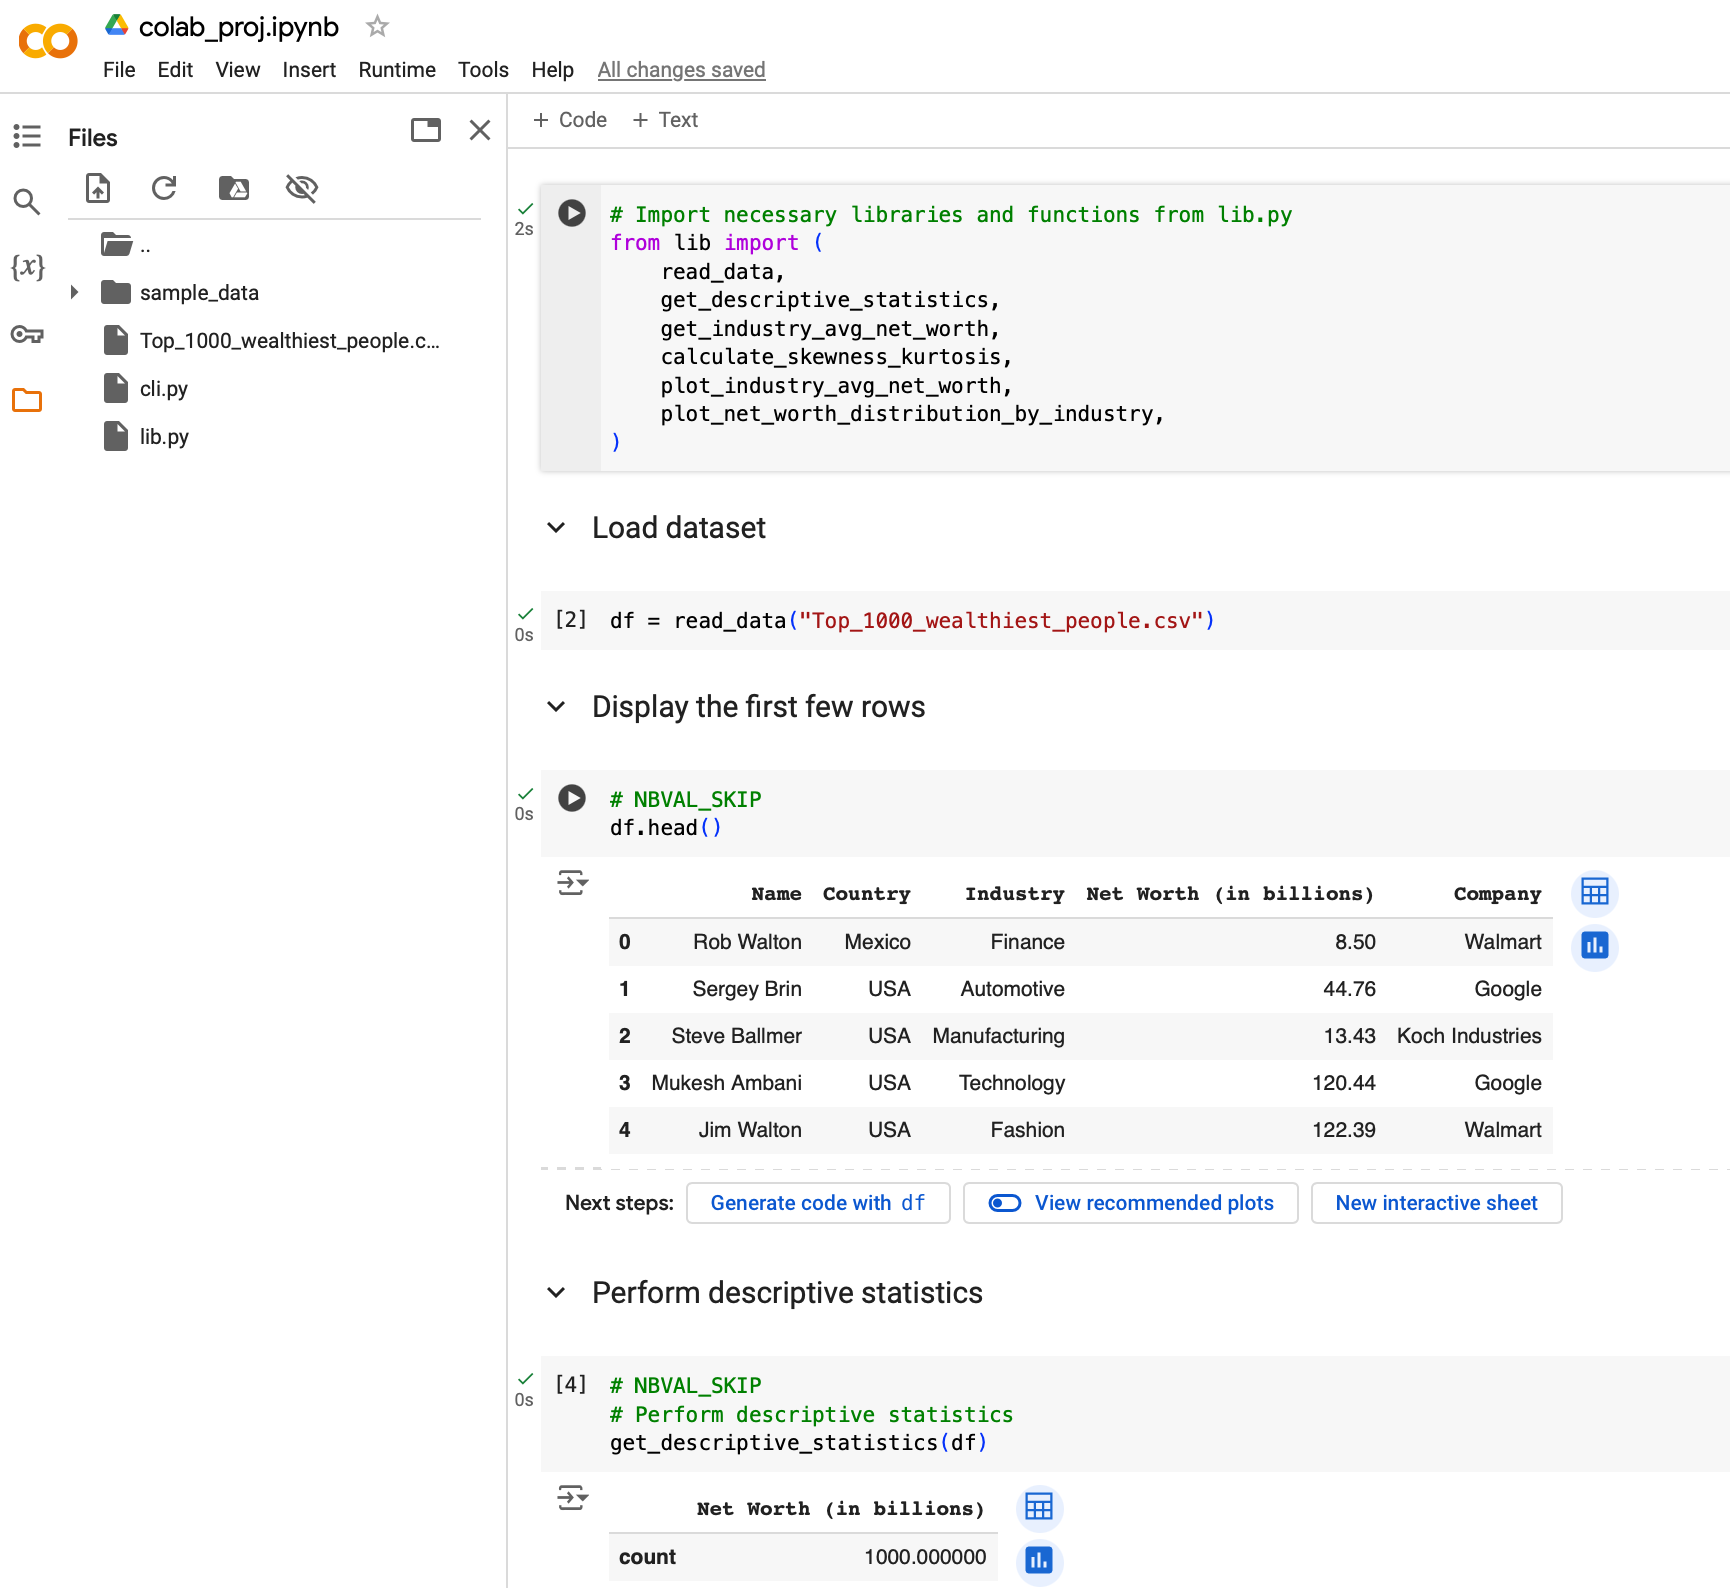 colab_proj.ipynb
File Edit View Insert Runtime Tools Help All changes saved
Files
..
sample_data
Top_1000_wealthiest_people.c...
cli.py
lib.py
{x}
+ Code + Text
2s
# Import necessary libraries and functions from lib.py
from lib import (
read_data,
get_descriptive_statistics,
get_industry_avg_net_worth,
calculate_skewness_kurtosis,
plot_industry_avg_net_worth,
plot_net_worth_distribution_by_industry,
)
Load dataset
0s
[2] df = read_data("Top_1000_wealthiest_people.csv")
Display the first few rows
0s
# NBVAL_SKIP
df.head()
Name Country Industry Net Worth (in billions) Company
0 Rob Walton Mexico Finance 8.50 Walmart
1 Sergey Brin USA Automotive 44.76 Google
2 Steve Ballmer USA Manufacturing 13.43 Koch Industries
3 Mukesh Ambani USA Technology 120.44 Google
4 Jim Walton USA Fashion 122.39 Walmart
Next steps: Generate code with df View recommended plots New interactive sheet
Perform descriptive statistics
0s
[4] # NBVAL_SKIP
# Perform descriptive statistics
get_descriptive_statistics(df)
Net Worth (in billions)
count 1000.000000